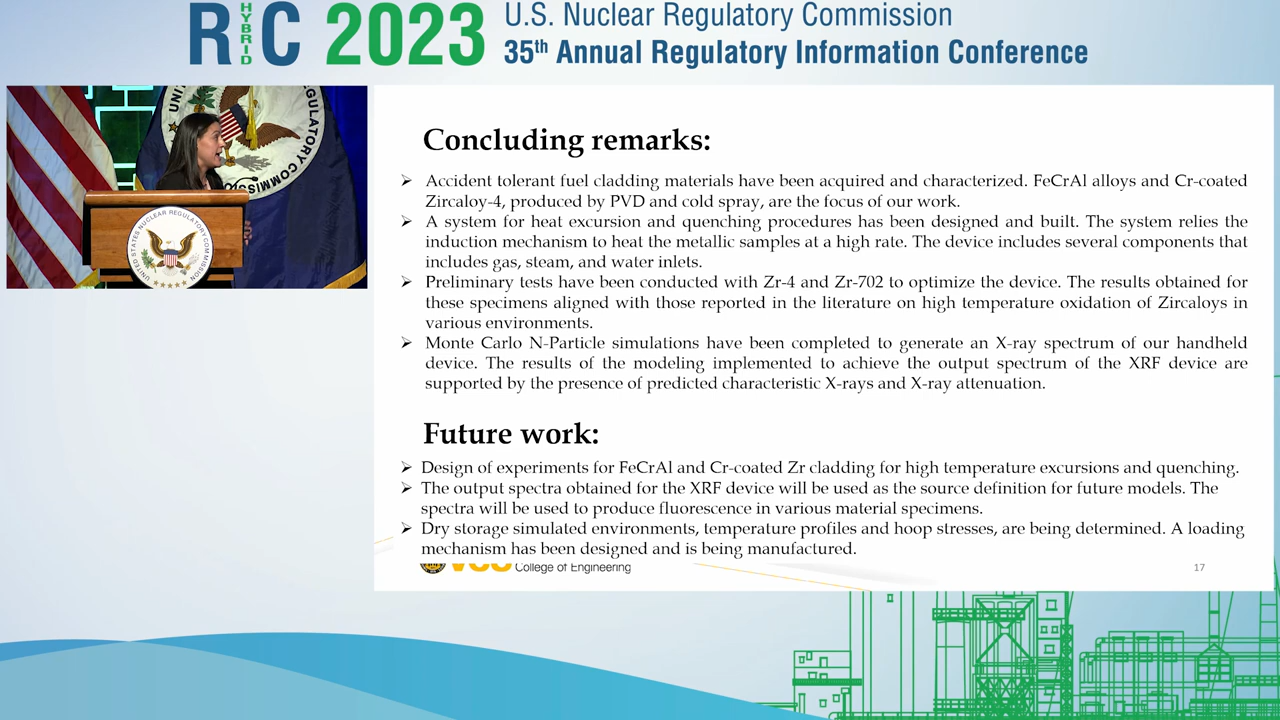 RIC 2023
HYBRID
U.S. Nuclear Regulatory Commission
35th Annual Regulatory Information Conference
UNITED STATES NUCLEAR REGULATORY COMMISSION
Concluding remarks:
➢ Accident tolerant fuel cladding materials have been acquired and characterized. FeCrAl alloys and Cr-coated
Zircaloy-4, produced by PVD and cold spray, are the focus of our work.
➢ A system for heat excursion and quenching procedures has been designed and built. The system relies the
induction mechanism to heat the metallic samples at a high rate. The device includes several components that
includes gas, steam, and water inlets.
➢ Preliminary tests have been conducted with Zr-4 and Zr-702 to optimize the device. The results obtained for
these specimens aligned with those reported in the literature on high temperature oxidation of Zircaloys in
various environments.
➢ Monte Carlo N-Particle simulations have been completed to generate an X-ray spectrum of our handheld
device. The results of the modeling implemented to achieve the output spectrum of the XRF device are
supported by the presence of predicted characteristic X-rays and X-ray attenuation.
Future work:
➢ Design of experiments for FeCrAl and Cr-coated Zr cladding for high temperature excursions and quenching.
➢ The output spectra obtained for the XRF device will be used as the source definition for future models. The
spectra will be used to produce fluorescence in various material specimens.
➢ Dry storage simulated environments, temperature profiles and hoop stresses, are being determined. A loading
mechanism has been designed and is being manufactured.
College of Engineering
17